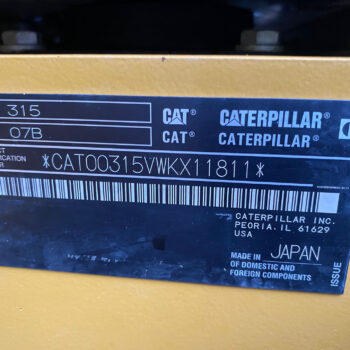 315 CAT® CATERPILLAR
07B CAT® CATERPILLAR
*CAT00315VWKX11811*
CATERPILLAR INC.
PEORIA, IL 61629
USA
MADE IN JAPAN
OF DOMESTIC AND
FOREIGN COMPONENTS
ISSUE